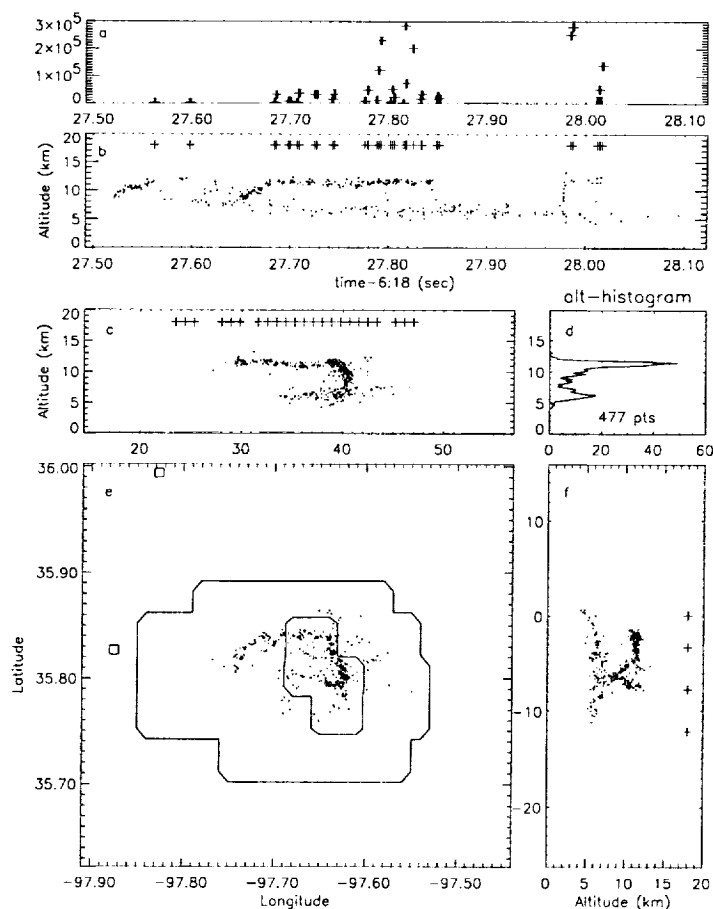 3×10⁵
2×10⁵
1×10⁵
0
a
27.50 27.60 27.70 27.80 27.90 28.00 28.10
20
15
10
5
0
Altitude (km)
b
27.50 27.60 27.70 27.80 27.90 28.00 28.10
time-6:18 (sec)
alt-histogram
20
15
10
5
0
Altitude (km)
c
20 30 40 50
15
10
5
0
d
477 pts
0 20 40 60
36.00
35.90
35.80
35.70
Latitude
e
-97.90 -97.80 -97.70 -97.60 -97.50
Longitude
10
0
-10
-20
f
0 5 10 15 20
Altitude (km)